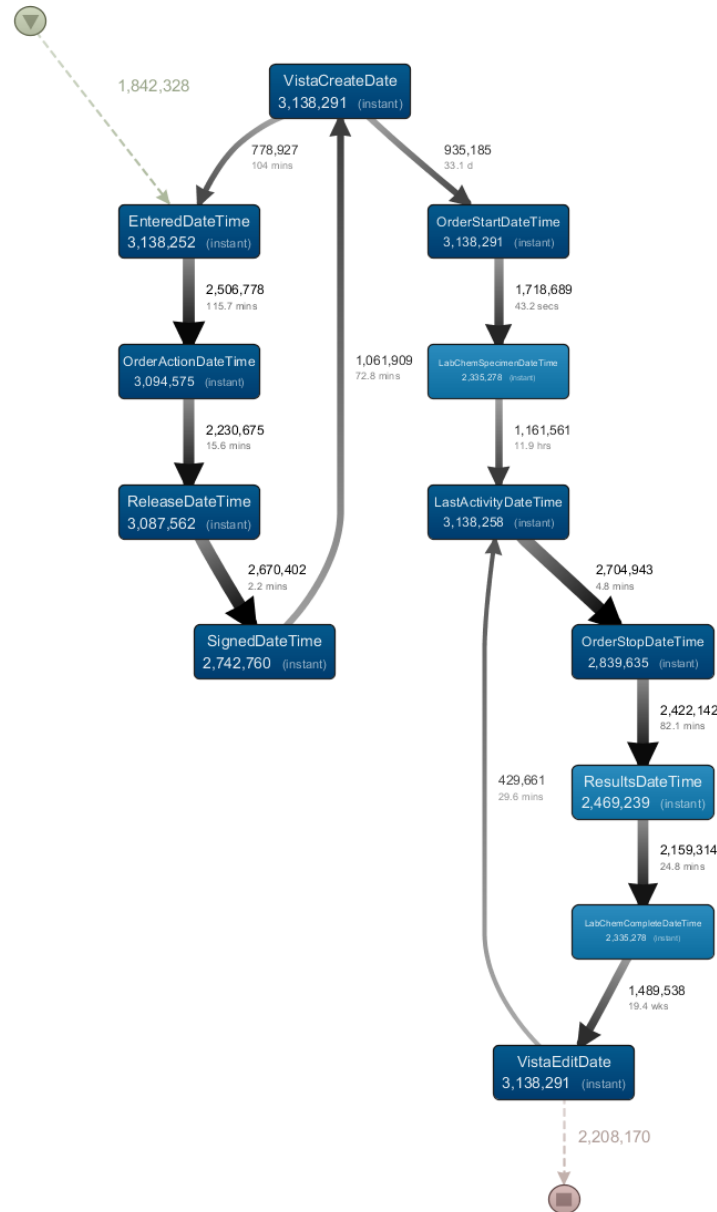 1,842,328
VistaCreateDate
3,138,291 (instant)
778,927
104 mins
935,185
33.1 d
EnteredDateTime
3,138,252 (instant)
OrderStartDateTime
3,138,291 (instant)
2,506,778
115.7 mins
1,718,689
43.2 secs
OrderActionDateTime
3,094,575 (instant)
1,061,909
72.8 mins
LabChemSpecimenDateTime
2,335,278 (instant)
2,230,675
15.6 mins
1,161,561
11.9 hrs
ReleaseDateTime
3,087,562 (instant)
LastActivityDateTime
3,138,258 (instant)
2,670,402
2.2 mins
2,704,943
4.8 mins
SignedDateTime
2,742,760 (instant)
OrderStopDateTime
2,839,635 (instant)
2,422,142
82.1 mins
429,661
29.6 mins
ResultsDateTime
2,469,239 (instant)
2,159,314
24.8 mins
LabChemCompleteDateTime
2,335,278 (instant)
1,489,538
19.4 wks
VistaEditDate
3,138,291 (instant)
2,208,170